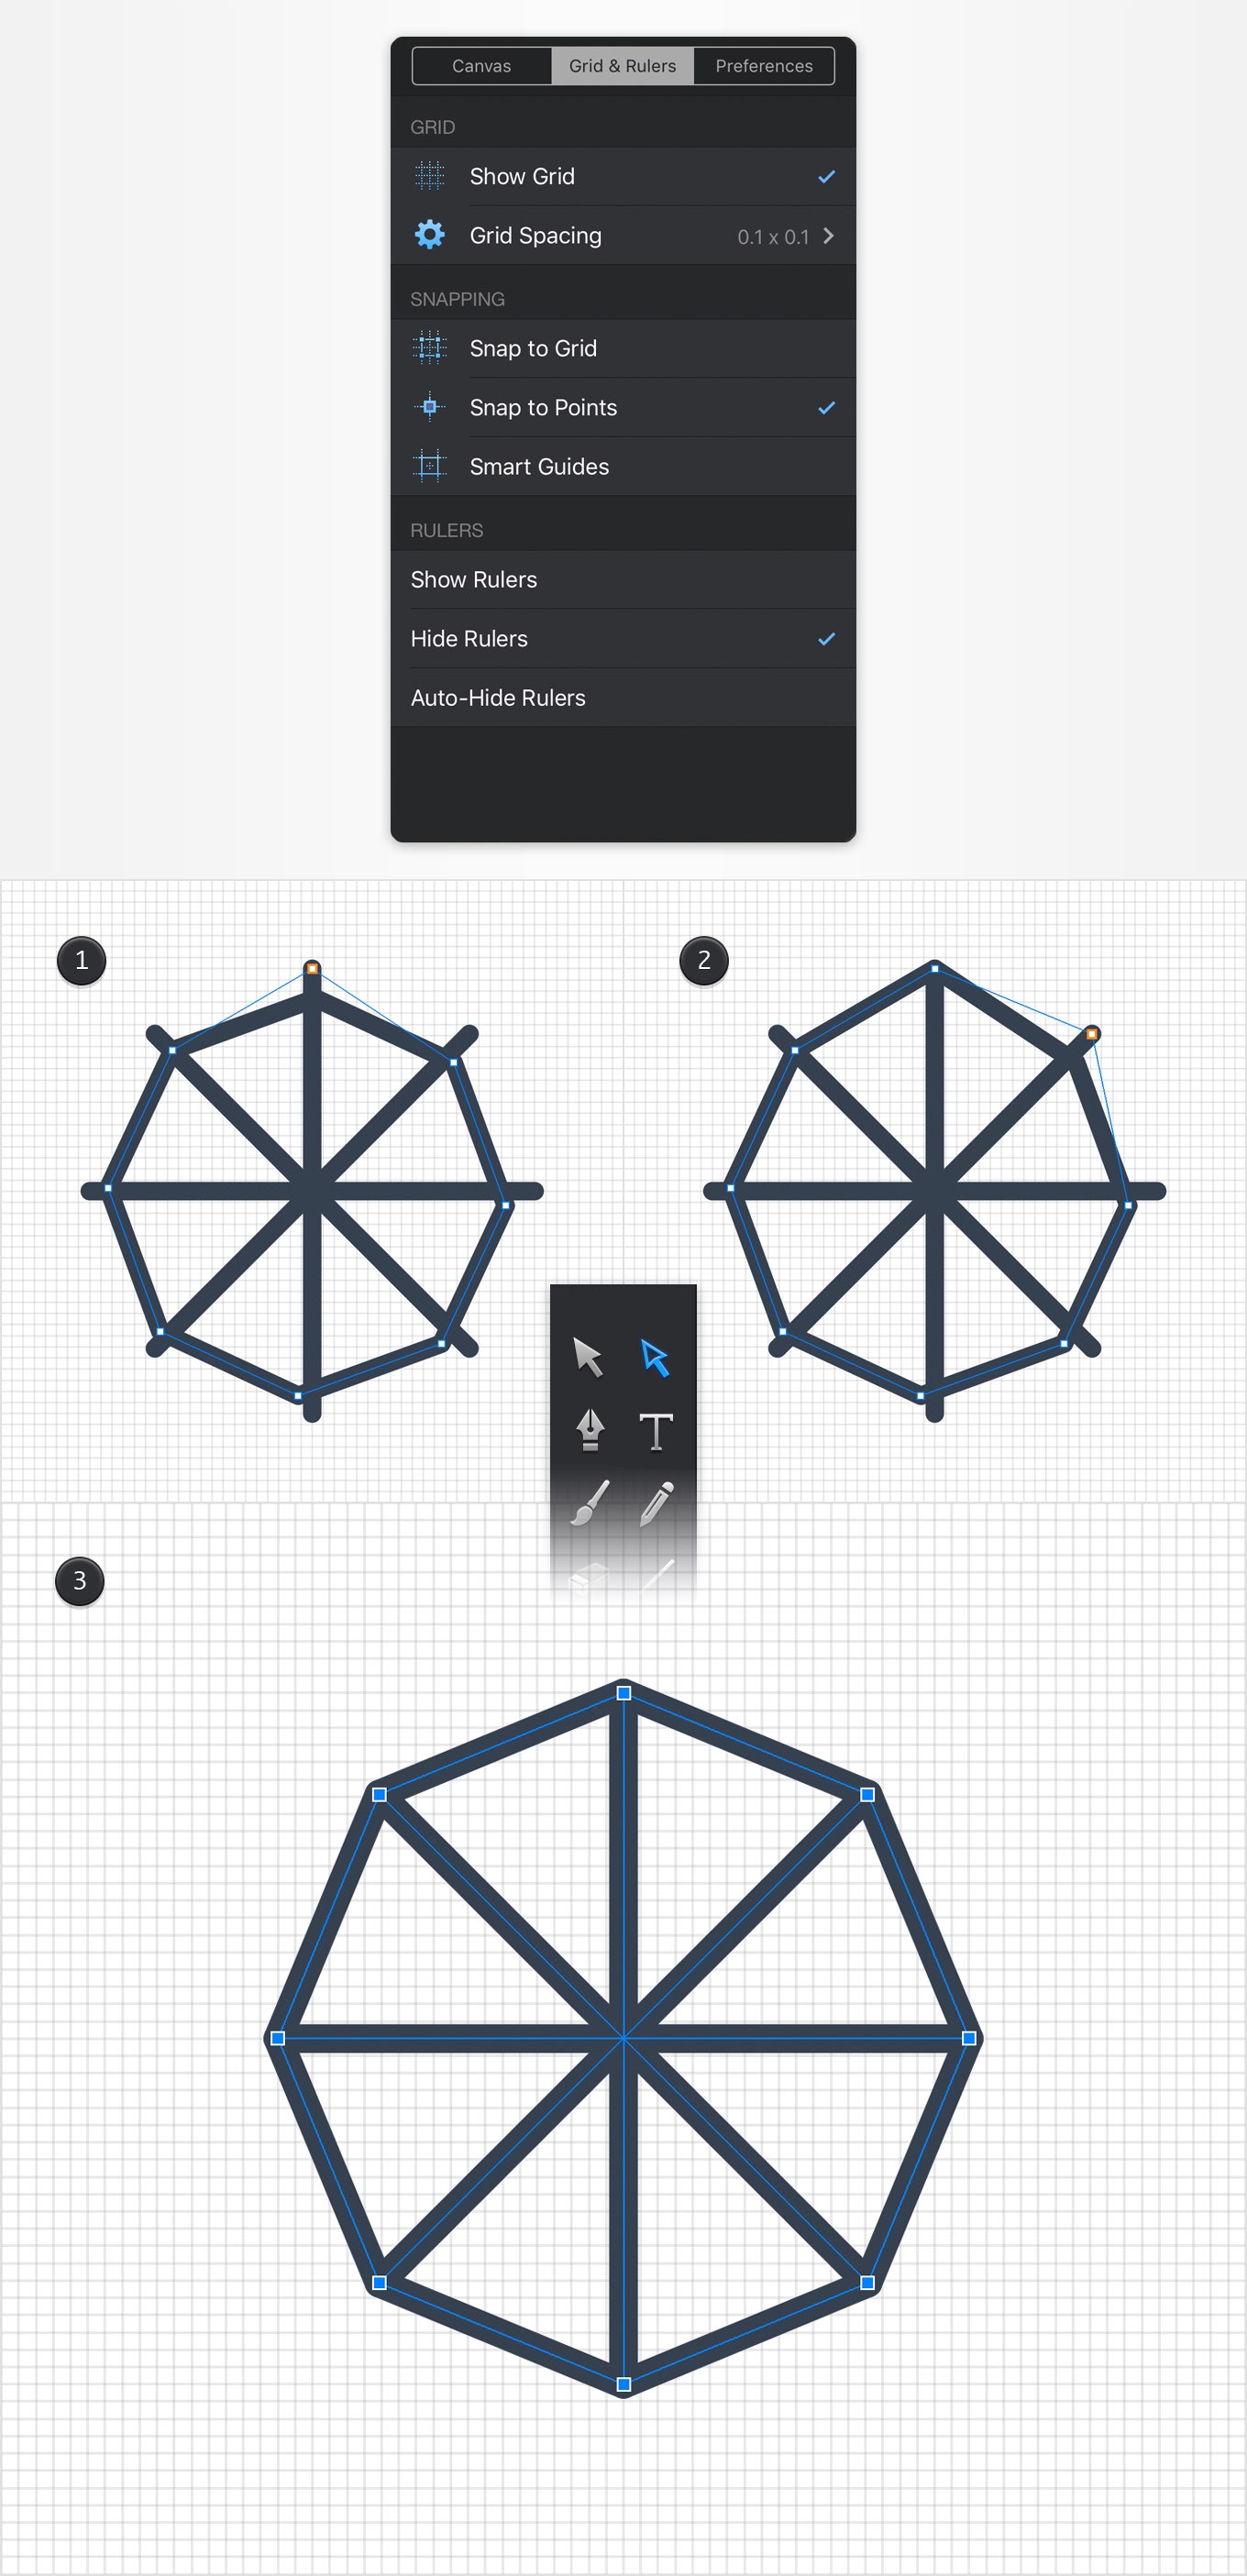 Canvas Grid & Rulers Preferences
GRID
Show Grid
Grid Spacing 0.1 x 0.1
SNAPPING
Snap to Grid
Snap to Points
Smart Guides
RULERS
Show Rulers
Hide Rulers
Auto-Hide Rulers
1
2
T
3